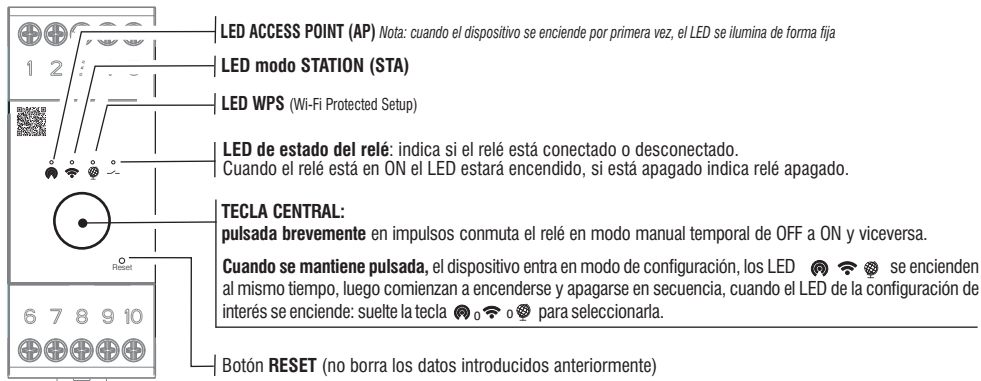 LED ACCESS POINT (AP) Nota: cuando el dispositivo se enciende por primera vez, el LED se ilumina de forma fija
1 2
LED modo STATION (STA)
LED WPS (Wi-Fi Protected Setup)
LED de estado del relé: indica si el relé está conectado o desconectado.
Cuando el relé está en ON el LED estará encendido, si está apagado indica relé apagado.
TECLA CENTRAL:
pulsada brevemente en impulsos conmuta el relé en modo manual temporal de OFF a ON y viceversa.
Cuando se mantiene pulsada, el dispositivo entra en modo de configuración, los LED se encienden
al mismo tiempo, luego comienzan a encenderse y apagarse en secuencia, cuando el LED de la configuración de
interés se enciende: suelte la tecla o o para seleccionarla.
Reset
6 7 8 9 10
Botón RESET (no borra los datos introducidos anteriormente)